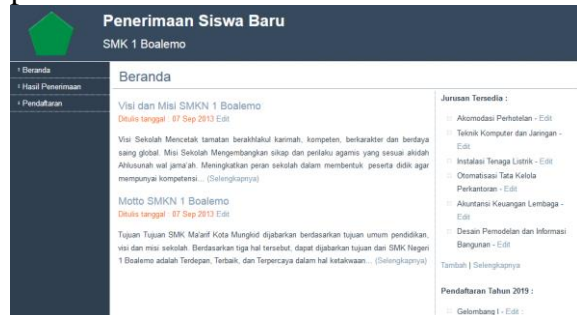 Penerimaan Siswa Baru
SMK 1 Boalemo
Beranda
Hasil Penerimaan
Pendaftaran
Beranda
Visi dan Misi SMKN 1 Boalemo
Ditulis tanggal : 07 Sep 2013 Edit
Visi Sekolah Mencetak tamatan berakhlakul karimah, kompeten, berkarakter dan berdaya
saing global. Misi Sekolah Mengembangkan sikap dan perilaku agamis yang sesuai akidah
Ahlusunah wal jama'ah. Meningkatkan peran sekolah dalam membentuk peserta didik agar
mempunyai kompetensi... (Selengkapnya)
Motto SMKN 1 Boalemo
Ditulis tanggal : 07 Sep 2013 Edit
Tujuan Tujuan SMK Ma'arif Kota Mungkid dijabarkan berdasarkan tujuan umum pendidikan,
visi dan misi sekolah. Berdasarkan tiga hal tersebut, dapat dijabarkan tujuan dari SMK Negeri
1 Boalemo adalah Terdepan, Terbaik, dan Terpercaya dalam hal ketakwaan... (Selengkapnya)
Jurusan Tersedia :
Akomodasi Perhotelan - Edit
Teknik Komputer dan Jaringan -
Edit
Instalasi Tenaga Listrik - Edit
Otomatisasi Tata Kelola
Perkantoran - Edit
Akuntansi Keuangan Lembaga -
Edit
Desain Pemodelan dan Informasi
Bangunan - Edit
Tambah | Selengkapnya
Pendaftaran Tahun 2019 :
Gelombang I - Edit :